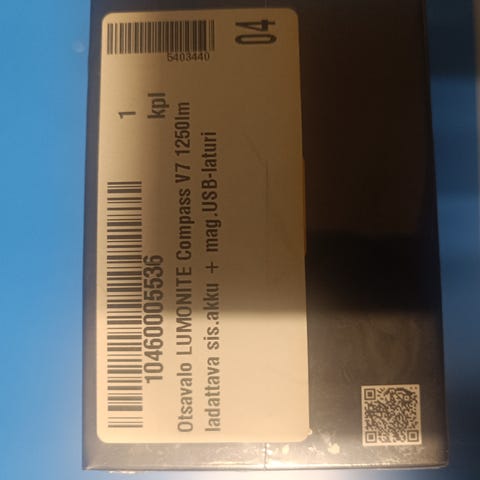 5403440
04
1 kpl
10460005536
Otsavalo LUMONITE Compass V7 1250lm
ladattava sis.akku + mag.USB-laturi